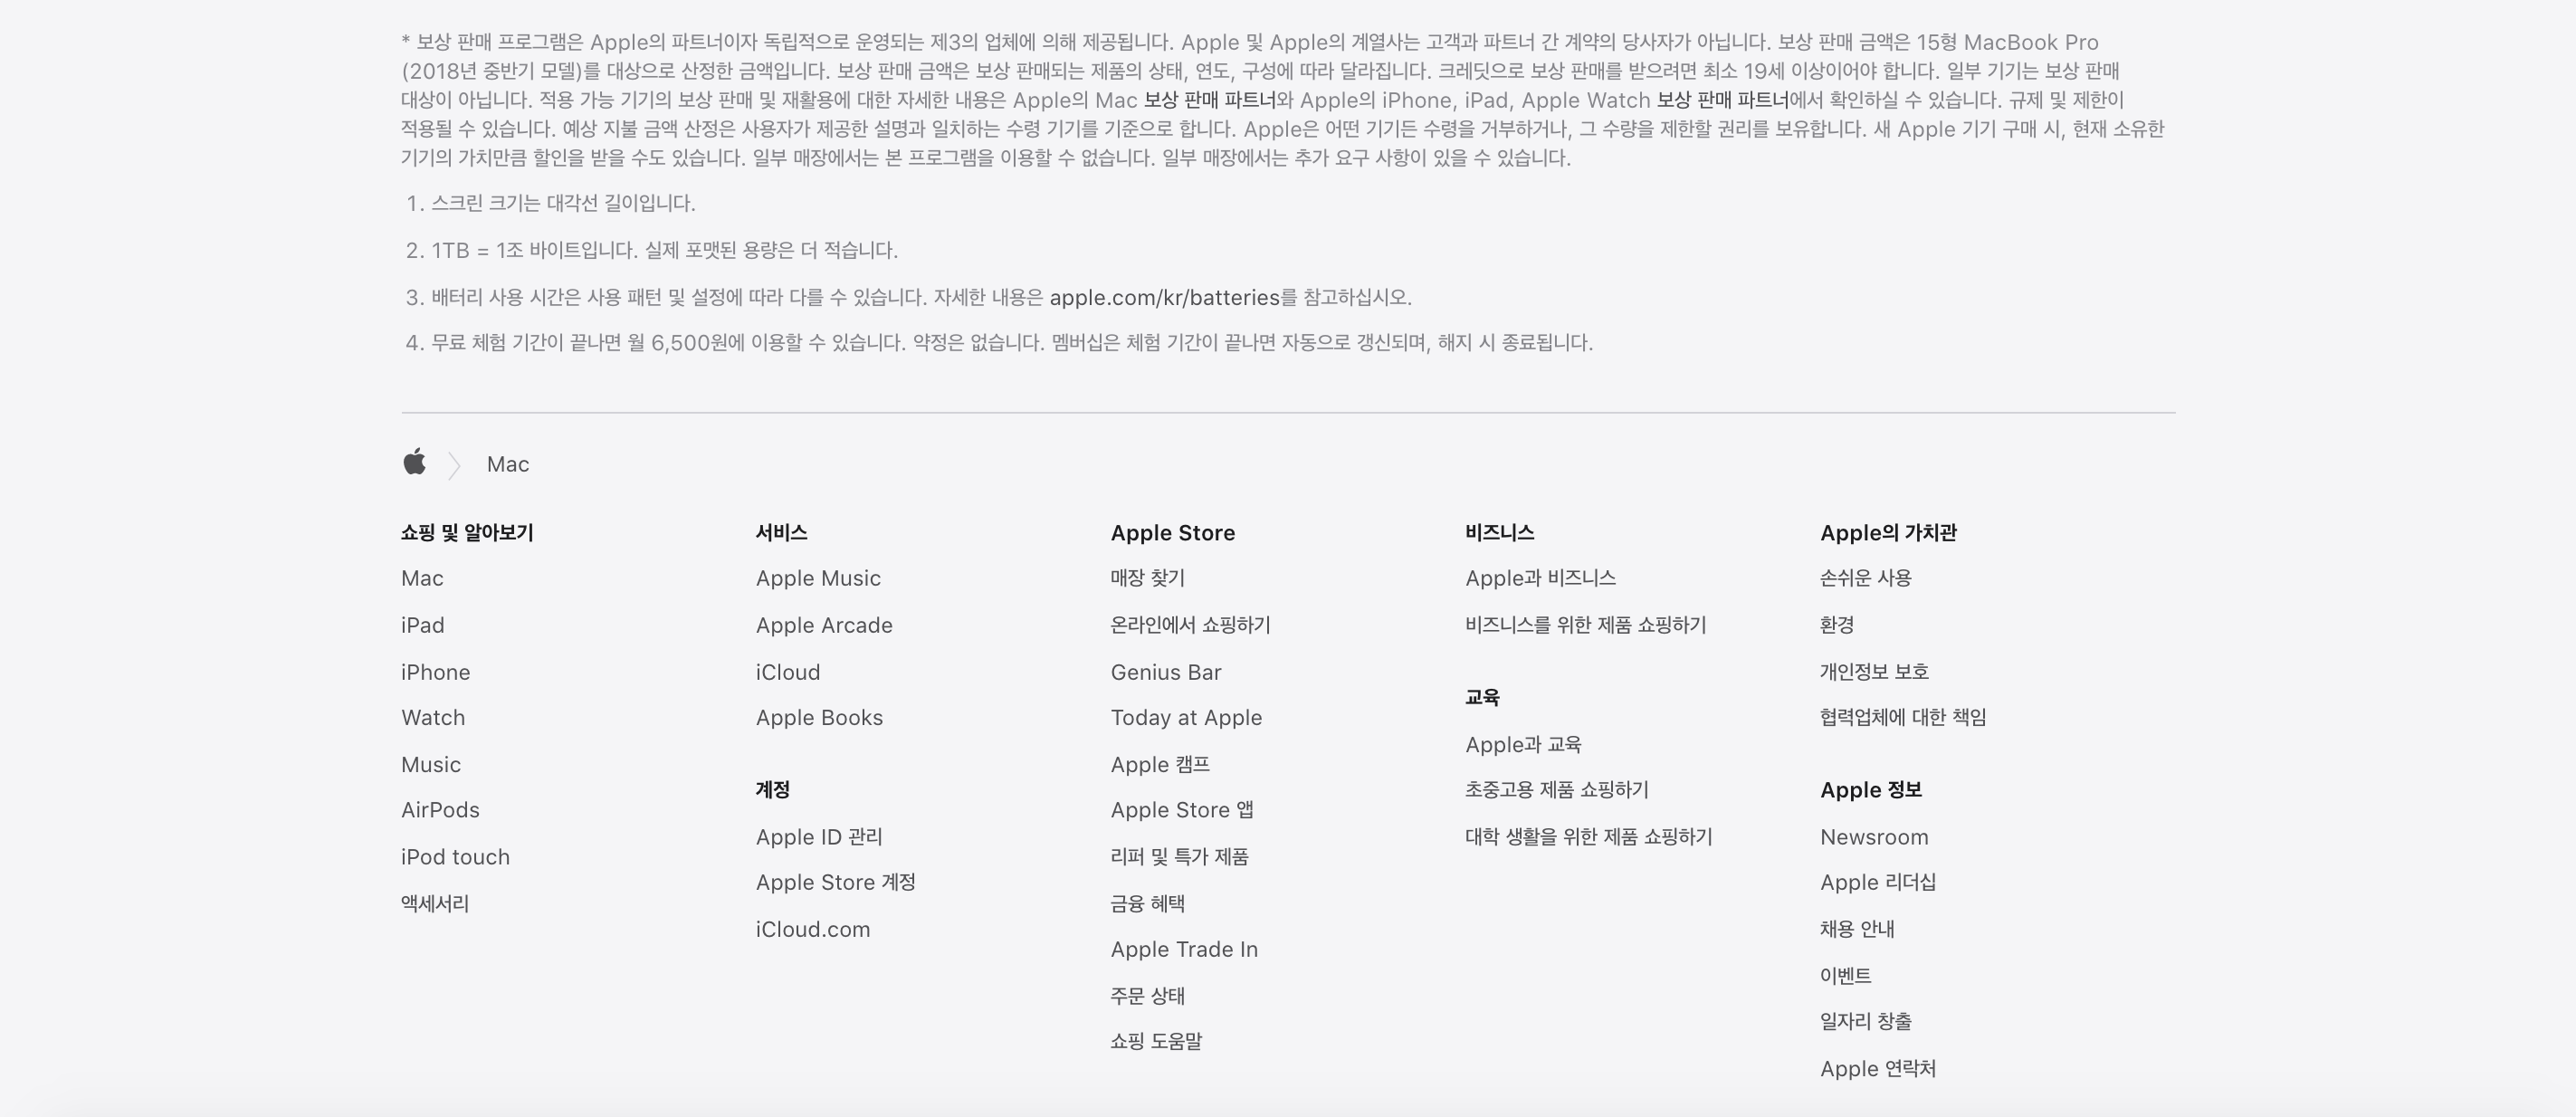 * 보상 판매 프로그램은 Apple의 파트너이자 독립적으로 운영되는 제3의 업체에 의해 제공됩니다. Apple 및 Apple의 계열사는 고객과 파트너 간 계약의 당사자가 아닙니다. 보상 판매 금액은 15형 MacBook Pro
(2018년 중반기 모델)를 대상으로 산정한 금액입니다. 보상 판매 금액은 보상 판매되는 제품의 상태, 연도, 구성에 따라 달라집니다. 크레딧으로 보상 판매를 받으려면 최소 19세 이상이어야 합니다. 일부 기기는 보상 판매
대상이 아닙니다. 적용 가능 기기의 보상 판매 및 재활용에 대한 자세한 내용은 Apple의 Mac 보상 판매 파트너와 Apple의 iPhone, iPad, Apple Watch 보상 판매 파트너에서 확인하실 수 있습니다. 규제 및 제한이
적용될 수 있습니다. 예상 지불 금액 산정은 사용자가 제공한 설명과 일치하는 수령 기기를 기준으로 합니다. Apple은 어떤 기기든 수령을 거부하거나, 그 수량을 제한할 권리를 보유합니다. 새 Apple 기기 구매 시, 현재 소유한
기기의 가치만큼 할인을 받을 수도 있습니다. 일부 매장에서는 본 프로그램을 이용할 수 없습니다. 일부 매장에서는 추가 요구 사항이 있을 수 있습니다.
1. 스크린 크기는 대각선 길이입니다.
2. 1TB = 1조 바이트입니다. 실제 포맷된 용량은 더 적습니다.
3. 배터리 사용 시간은 사용 패턴 및 설정에 따라 다를 수 있습니다. 자세한 내용은 apple.com/kr/batteries를 참고하십시오.
4. 무료 체험 기간이 끝나면 월 6,500원에 이용할 수 있습니다. 약정은 없습니다. 멤버십은 체험 기간이 끝나면 자동으로 갱신되며, 해지 시 종료됩니다.
Mac
쇼핑 및 알아보기
Mac
iPad
iPhone
Watch
Music
AirPods
iPod touch
액세서리
서비스
Apple Music
Apple Arcade
iCloud
Apple Books
계정
Apple ID 관리
Apple Store 계정
iCloud.com
Apple Store
매장 찾기
온라인에서 쇼핑하기
Genius Bar
Today at Apple
Apple 캠프
Apple Store 앱
리퍼 및 특가 제품
금융 혜택
Apple Trade In
주문 상태
쇼핑 도움말
비즈니스
Apple과 비즈니스
비즈니스를 위한 제품 쇼핑하기
교육
Apple과 교육
초중고용 제품 쇼핑하기
대학 생활을 위한 제품 쇼핑하기
Apple의 가치관
손쉬운 사용
환경
개인정보 보호
협력업체에 대한 책임
Apple 정보
Newsroom
Apple 리더십
채용 안내
이벤트
일자리 창출
Apple 연락처